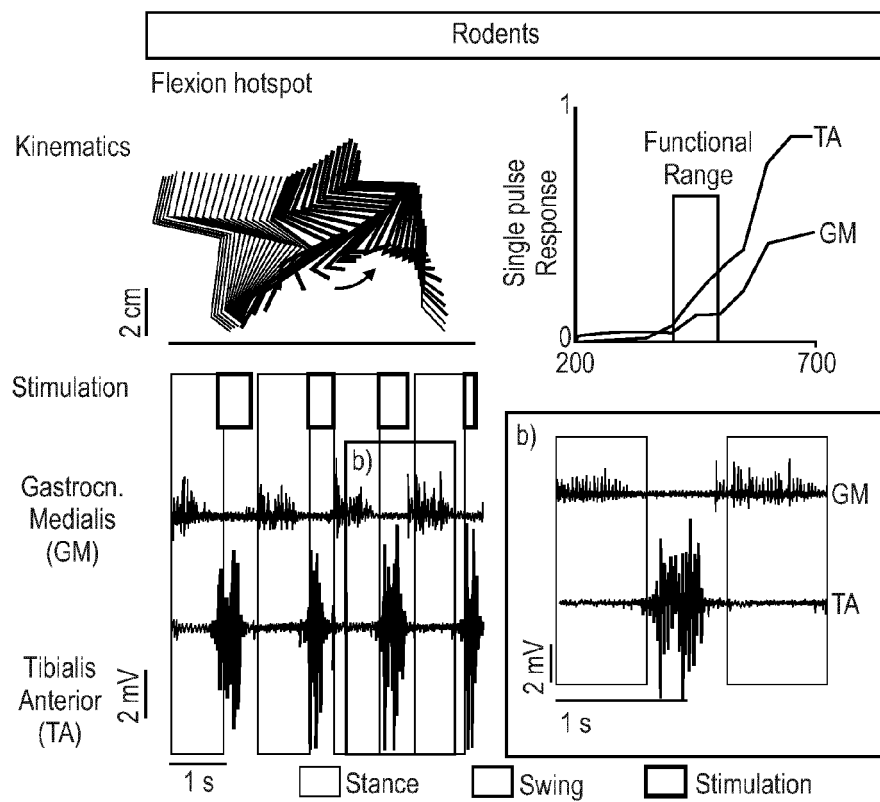 Rodents
Flexion hotspot
Kinematics
2 cm
1
Single pulse
Response
Functional
Range
TA
GM
0
200
700
Stimulation
b)
Gastrocn.
Medialis
(GM)
Tibialis
Anterior
(TA)
2 mV
1 s
b)
GM
TA
2 mV
1 s
Stance
Swing
Stimulation